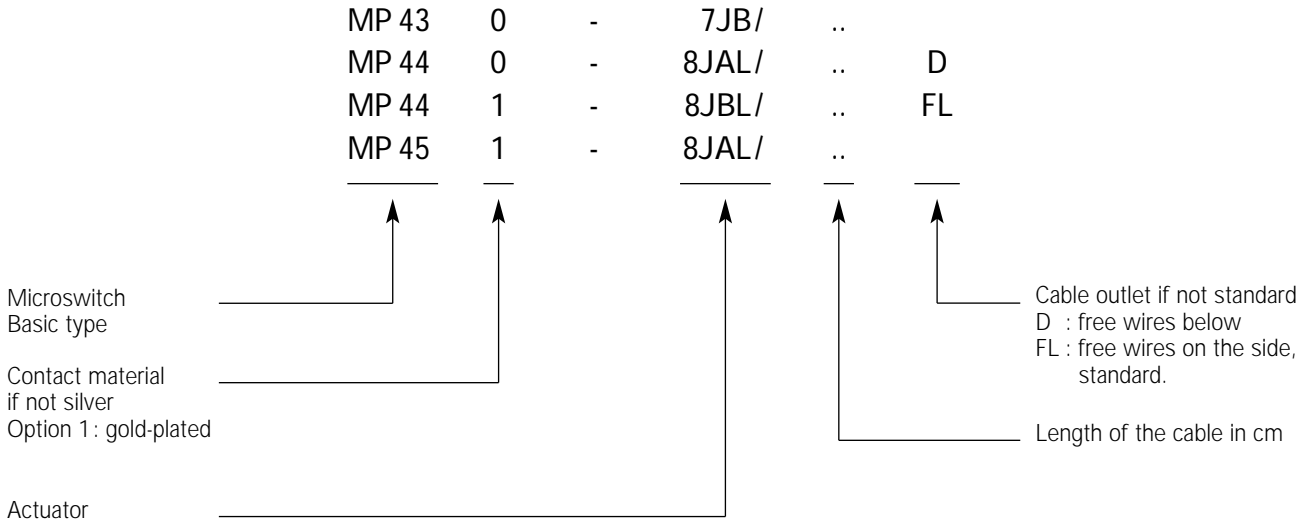 MP 43 0 - 7JB/ ..
MP 44 0 - 8JAL/ .. D
MP 44 1 - 8JBL/ .. FL
MP 45 1 - 8JAL/ ..
Microswitch
Basic type
Contact material
if not silver
Option 1 : gold-plated
Actuator
Cable outlet if not standard
D : free wires below
FL : free wires on the side,
standard.
Length of the cable in cm